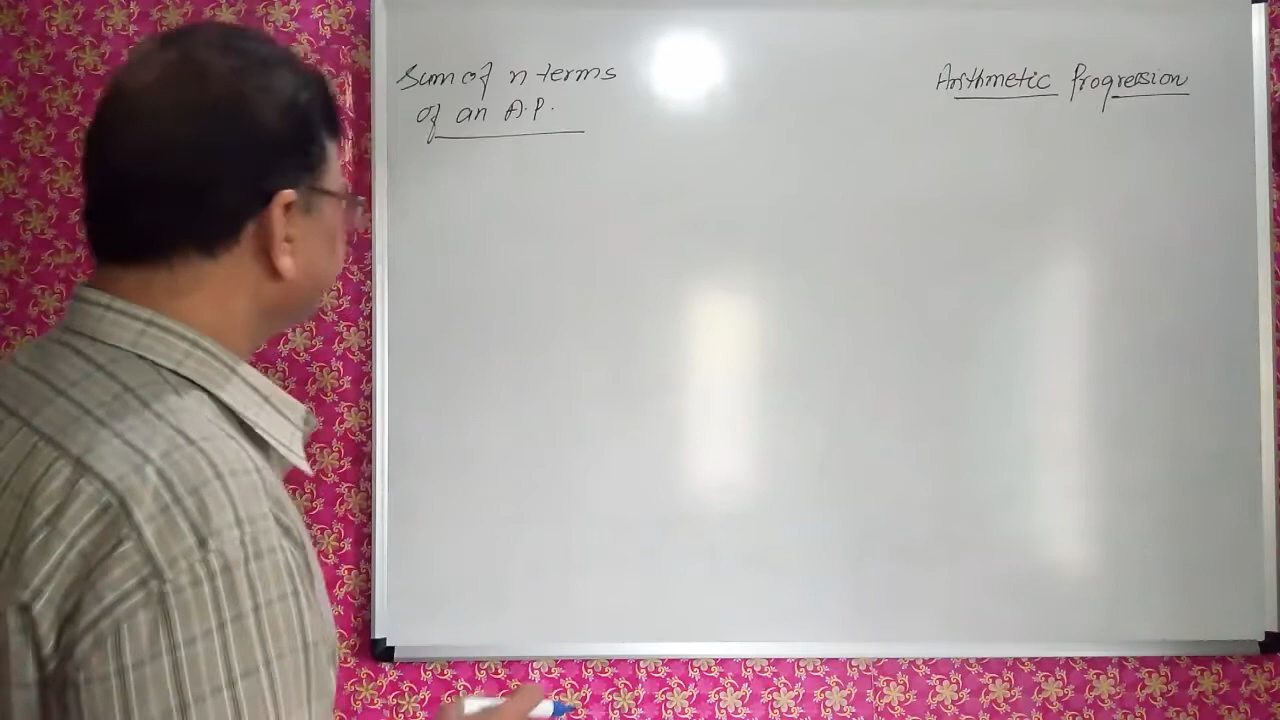 Sum of n terms
of an A.P.
Arithmetic Progression